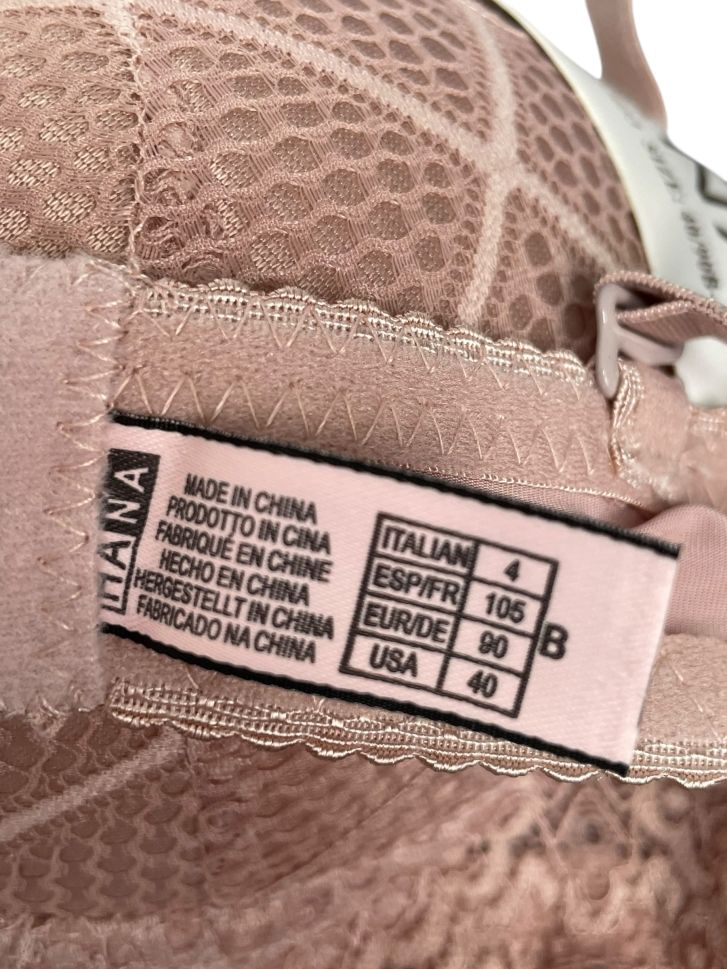 MADE IN CHINA
PRODOTTO IN CINA
FABRIQUÉ EN CHINE
HECHO EN CHINA
HERGESTELLT IN CHINA
FABRICADO NA CHINA
ITALIAN 4
ESP/FR 105
EUR/DE 90
USA 40
B